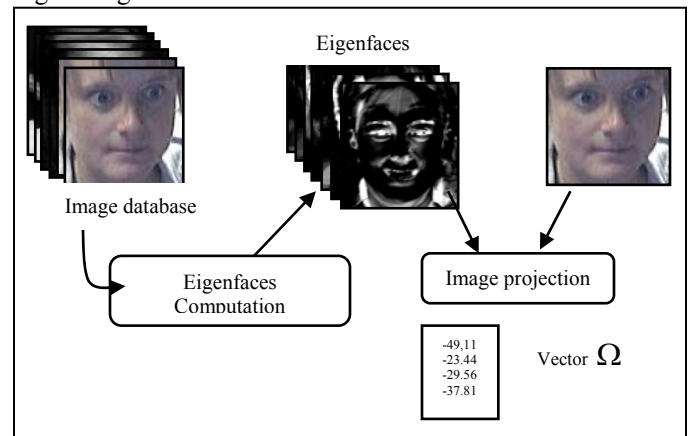 Eigenfaces
Image database
Eigenfaces
Computation
Image projection
-49,11
-23.44
-29.56
-37.81
Vector Ω